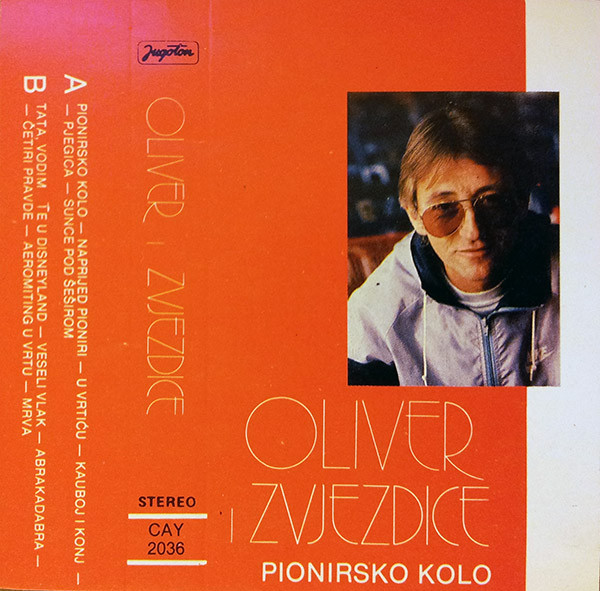 A PIONIRSKO KOLO — NAPRIJED PIONIRI — U VRTIĆU — KAUBOJ I KONJ —
— PJEGICA — SUNCE POD ŠEŠIROM
B TATA, VODIM TE U DISNEYLAND — VESELI VLAK — ABRAKADABRA —
— ČETIRI PRAVDE — AEROMITING U VRTU — MRVA
Jugoton
OLIVER I ZVJEZDICE
STEREO
CAY
2036
OLIVER
I ZVJEZDICE
PIONIRSKO KOLO